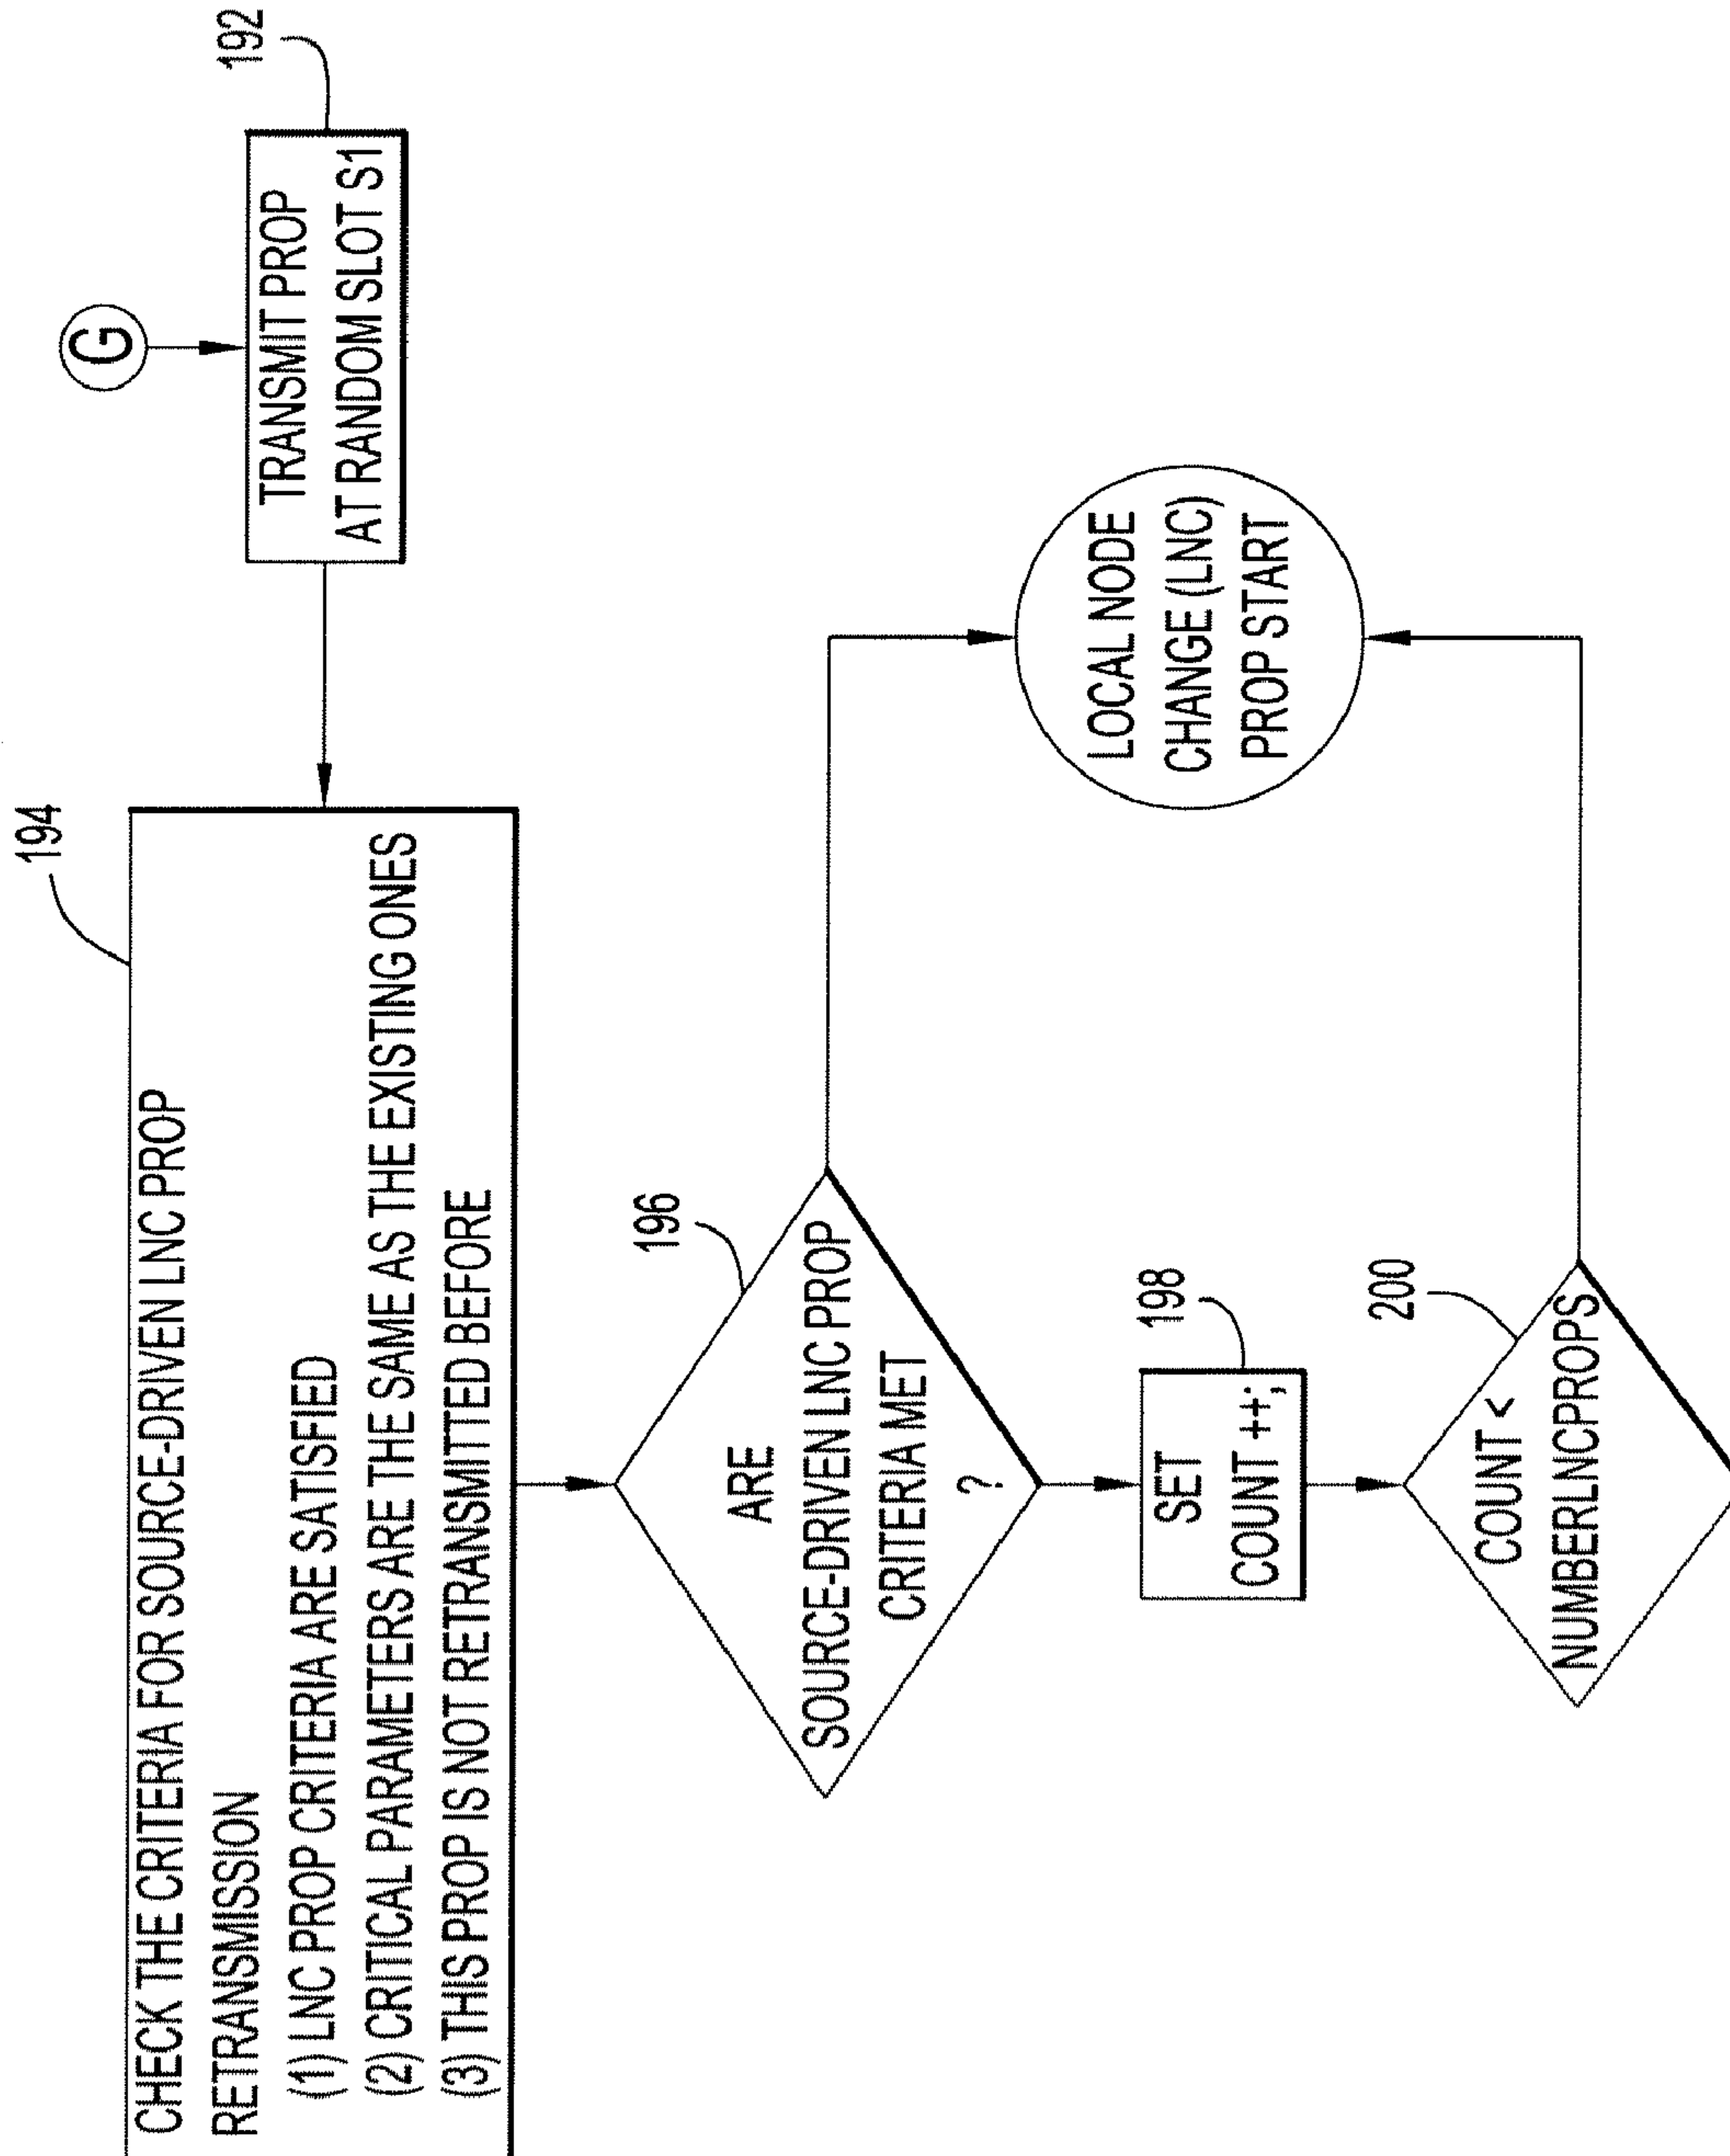 G
TRANSMIT PROP
AT RANDOM SLOT S1
192
194
CHECK THE CRITERIA FOR SOURCE-DRIVEN LNC PROP
RETRANSMISSION
(1) LNC PROP CRITERIA ARE SATISFIED
(2) CRITICAL PARAMETERS ARE THE SAME AS THE EXISTING ONES
(3) THIS PROP IS NOT RETRANSMITTED BEFORE
196
ARE
SOURCE-DRIVEN LNC PROP
CRITERIA MET
?
LOCAL NODE
CHANGE (LNC)
PROP START
198
SET
COUNT ++;
200
COUNT <
NUMBERLNCPROPS